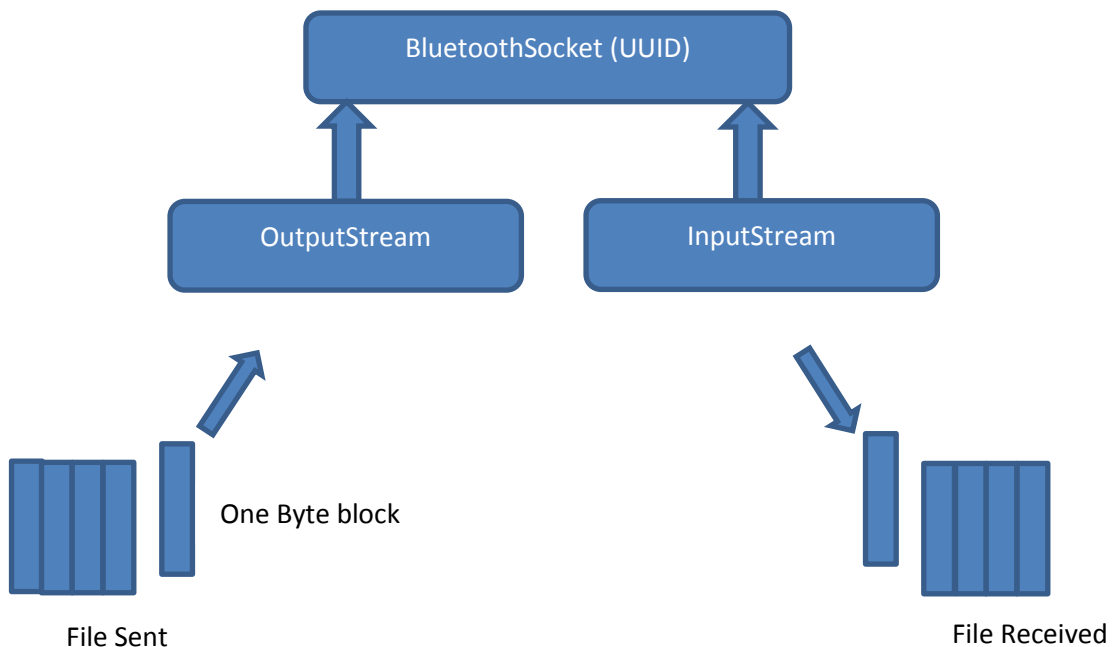 BluetoothSocket (UUID)
OutputStream
InputStream
One Byte block
File Sent
File Received